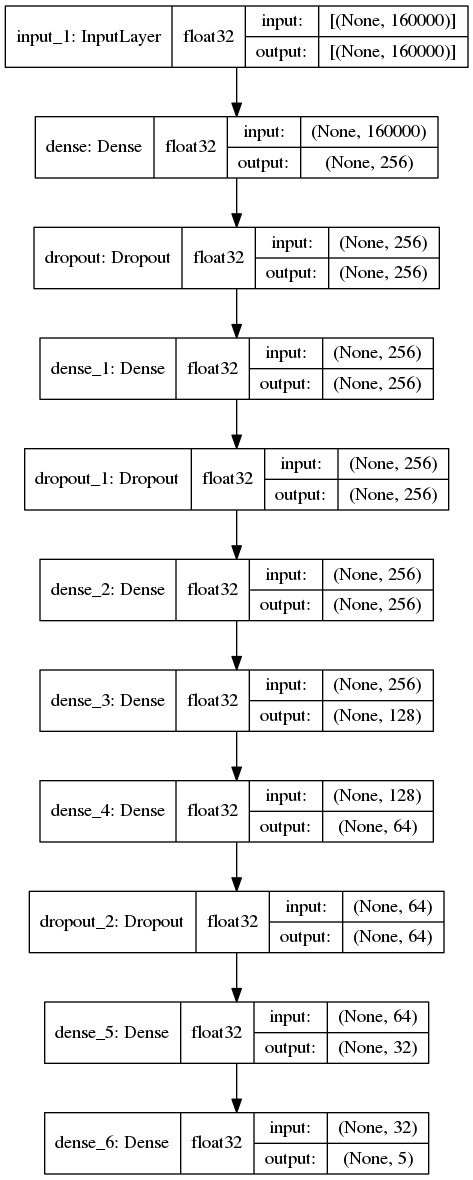 input_1: InputLayer float32 input: [(None, 160000)]
output: [(None, 160000)]
dense: Dense float32 input: (None, 160000)
output: (None, 256)
dropout: Dropout float32 input: (None, 256)
output: (None, 256)
dense_1: Dense float32 input: (None, 256)
output: (None, 256)
dropout_1: Dropout float32 input: (None, 256)
output: (None, 256)
dense_2: Dense float32 input: (None, 256)
output: (None, 256)
dense_3: Dense float32 input: (None, 256)
output: (None, 128)
dense_4: Dense float32 input: (None, 128)
output: (None, 64)
dropout_2: Dropout float32 input: (None, 64)
output: (None, 64)
dense_5: Dense float32 input: (None, 64)
output: (None, 32)
dense_6: Dense float32 input: (None, 32)
output: (None, 5)